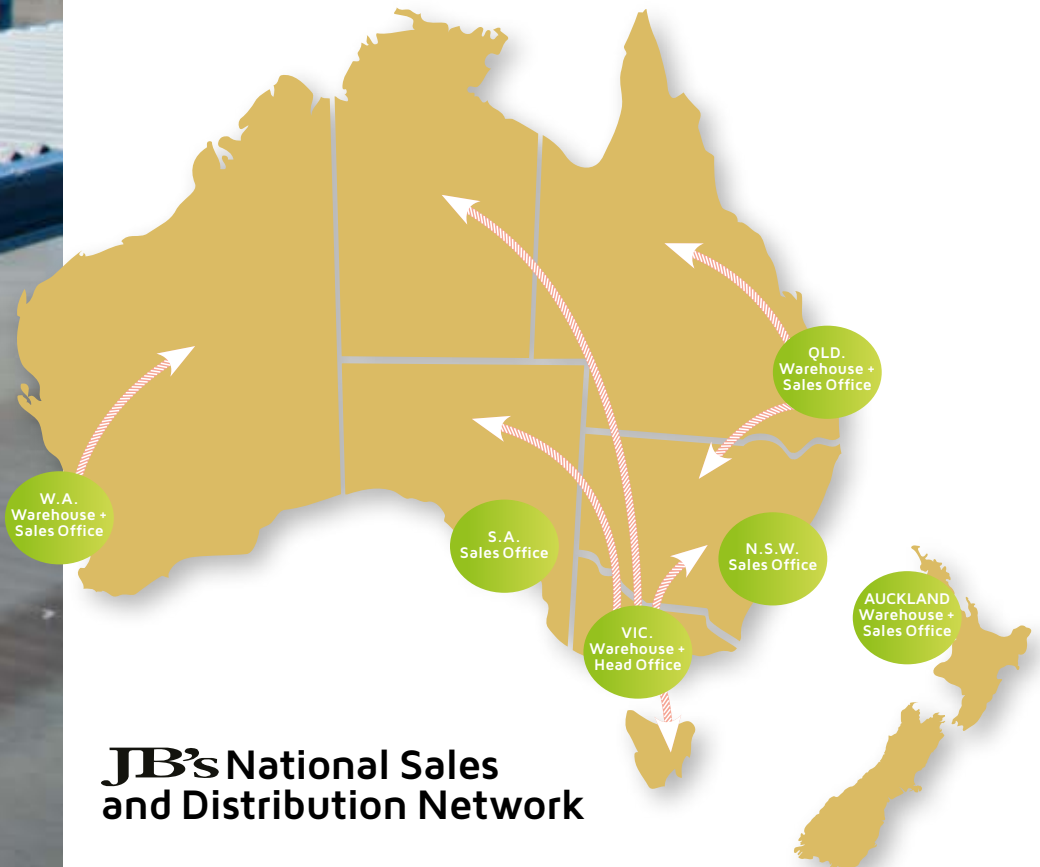 QLD.
Warehouse +
Sales Office
W.A.
Warehouse +
Sales Office
S.A.
Sales Office
N.S.W.
Sales Office
AUCKLAND
Warehouse +
Sales Office
VIC.
Warehouse +
Head Office
JB's National Sales
and Distribution Network